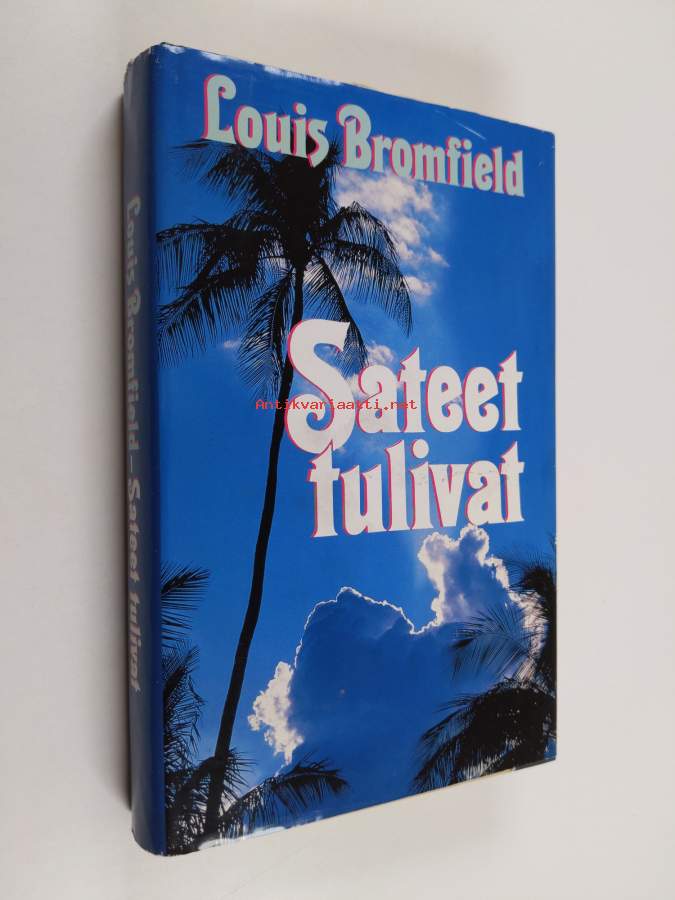 Louis Bromfield
Sateet
tulivat
Louis Bromfield – Sateet tulivat
Antikvariaatti.net